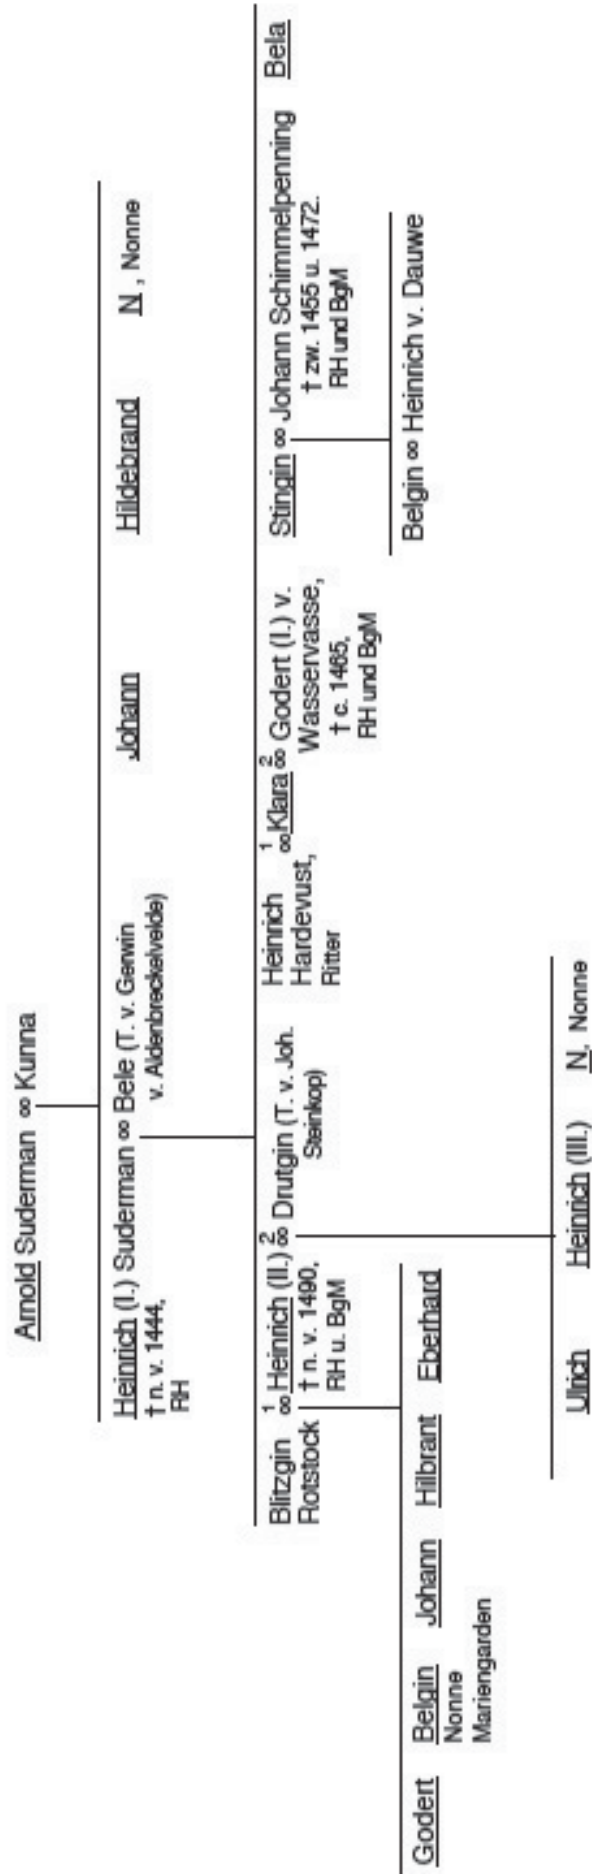 Arnold Suderman ∞ Kunna
Heinrich (I.) Suderman ∞ Bele (T. v. Gerwin
v. Aldenbreckelvelde)
† n. v. 1444,
RH
Johann
Hildebrand
N , Nonne
Blitzgin
Rotstock
1
∞ Heinrich (II.)
† n. v. 1490,
RH u. BgM
2
∞ Drutgin (T. v. Joh.
Steinkop)
Heinrich
Hardevust,
Ritter
1
∞ Klara
2
∞ Godert (I.) v.
Wasservasse,
† c. 1465,
RH und BgM
Stingin ∞ Johann Schimmelpenning
† zw. 1455 u. 1472.
RH und BgM
Bela
Godert
Belgin
Nonne
Mariengarden
Johann
Hilbrant
Eberhard
Belgin ∞ Heinrich v. Dauwe
Ulrich
Heinrich (III.)
N, Nonne